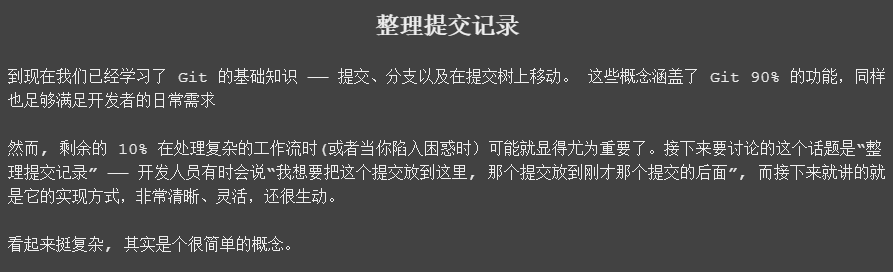 整理提交记录
到现在我们已经学习了 Git 的基础知识 —— 提交、分支以及在提交树上移动。 这些概念涵盖了 Git 90% 的功能，同样
也足够满足开发者的日常需求
然而, 剩余的 10% 在处理复杂的工作流时(或者当你陷入困惑时）可能就显得尤为重要了。接下来要讨论的这个话题是“整
理提交记录” —— 开发人员有时会说“我想要把这个提交放到这里, 那个提交放到刚才那个提交的后面”, 而接下来就讲的就
是它的实现方式，非常清晰、灵活，还很生动。
看起来挺复杂, 其实是个很简单的概念。